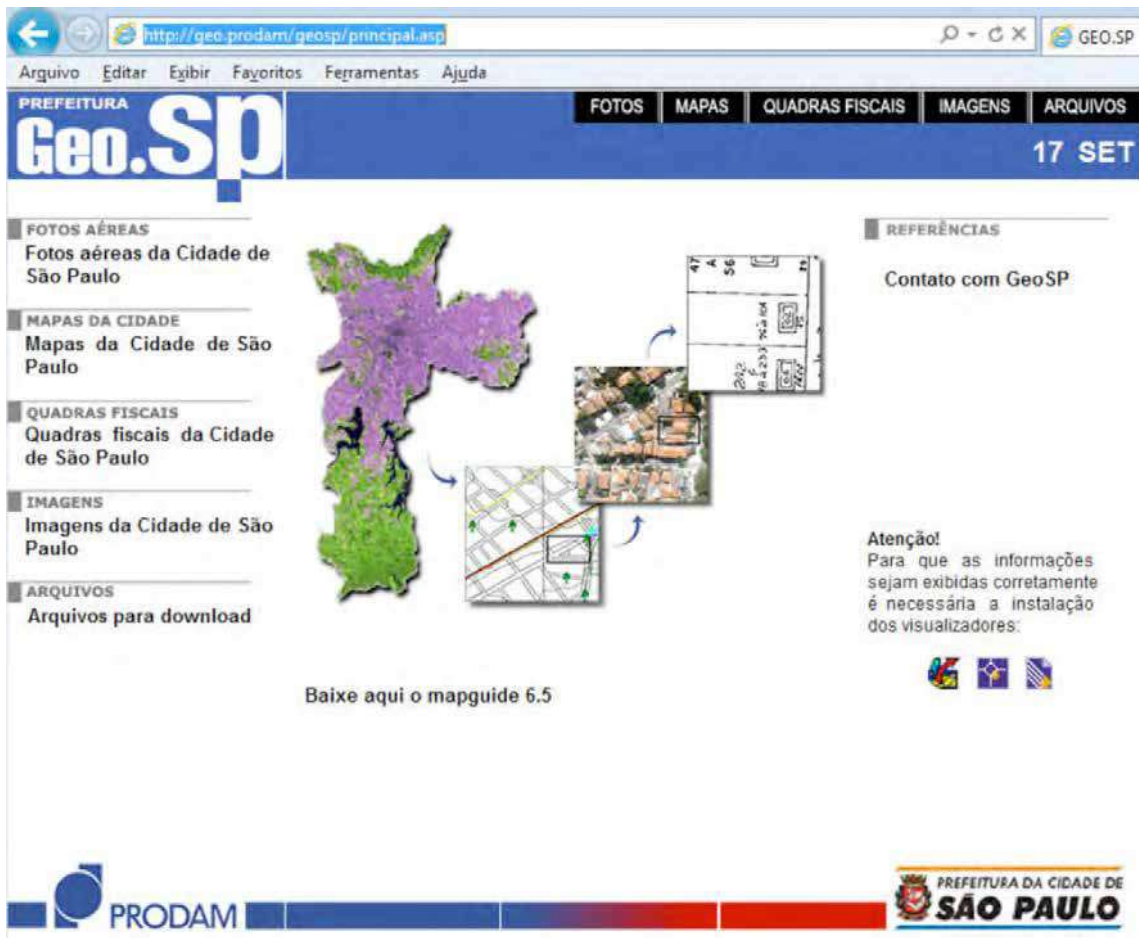 http://geo.prodam/geosp/principal.asp
GEO.SP
Arquivo Editar Exibir Favoritos Ferramentas Ajuda
PREFEITURA
Geo.Sp
FOTOS MAPAS QUADRAS FISCAIS IMAGENS ARQUIVOS
17 SET
FOTOS AÉREAS
Fotos aéreas da Cidade de
São Paulo
MAPAS DA CIDADE
Mapas da Cidade de São
Paulo
QUADRAS FISCAIS
Quadras fiscais da Cidade
de São Paulo
IMAGENS
Imagens da Cidade de São
Paulo
ARQUIVOS
Arquivos para download
47
A
56
Baixe aqui o mapguide 6.5
REFERÊNCIAS
Contato com GeoSP
Atenção!
Para que as informações
sejam exibidas corretamente
é necessária a instalação
dos visualizadores:
PRODAM
PREFEITURA DA CIDADE DE
SÃO PAULO